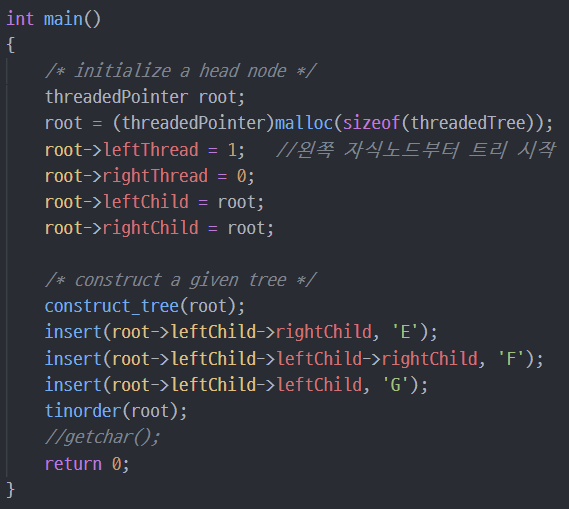 int main()
{
/* initialize a head node */
threadedPointer root;
root = (threadedPointer)malloc(sizeof(threadedTree));
root->leftThread = 1;   //왼쪽 자식노드부터 트리 시작
root->rightThread = 0;
root->leftChild = root;
root->rightChild = root;
/* construct a given tree */
construct_tree(root);
insert(root->leftChild->rightChild, 'E');
insert(root->leftChild->leftChild->rightChild, 'F');
insert(root->leftChild->leftChild, 'G');
tinorder(root);
//getchar();
return 0;
}